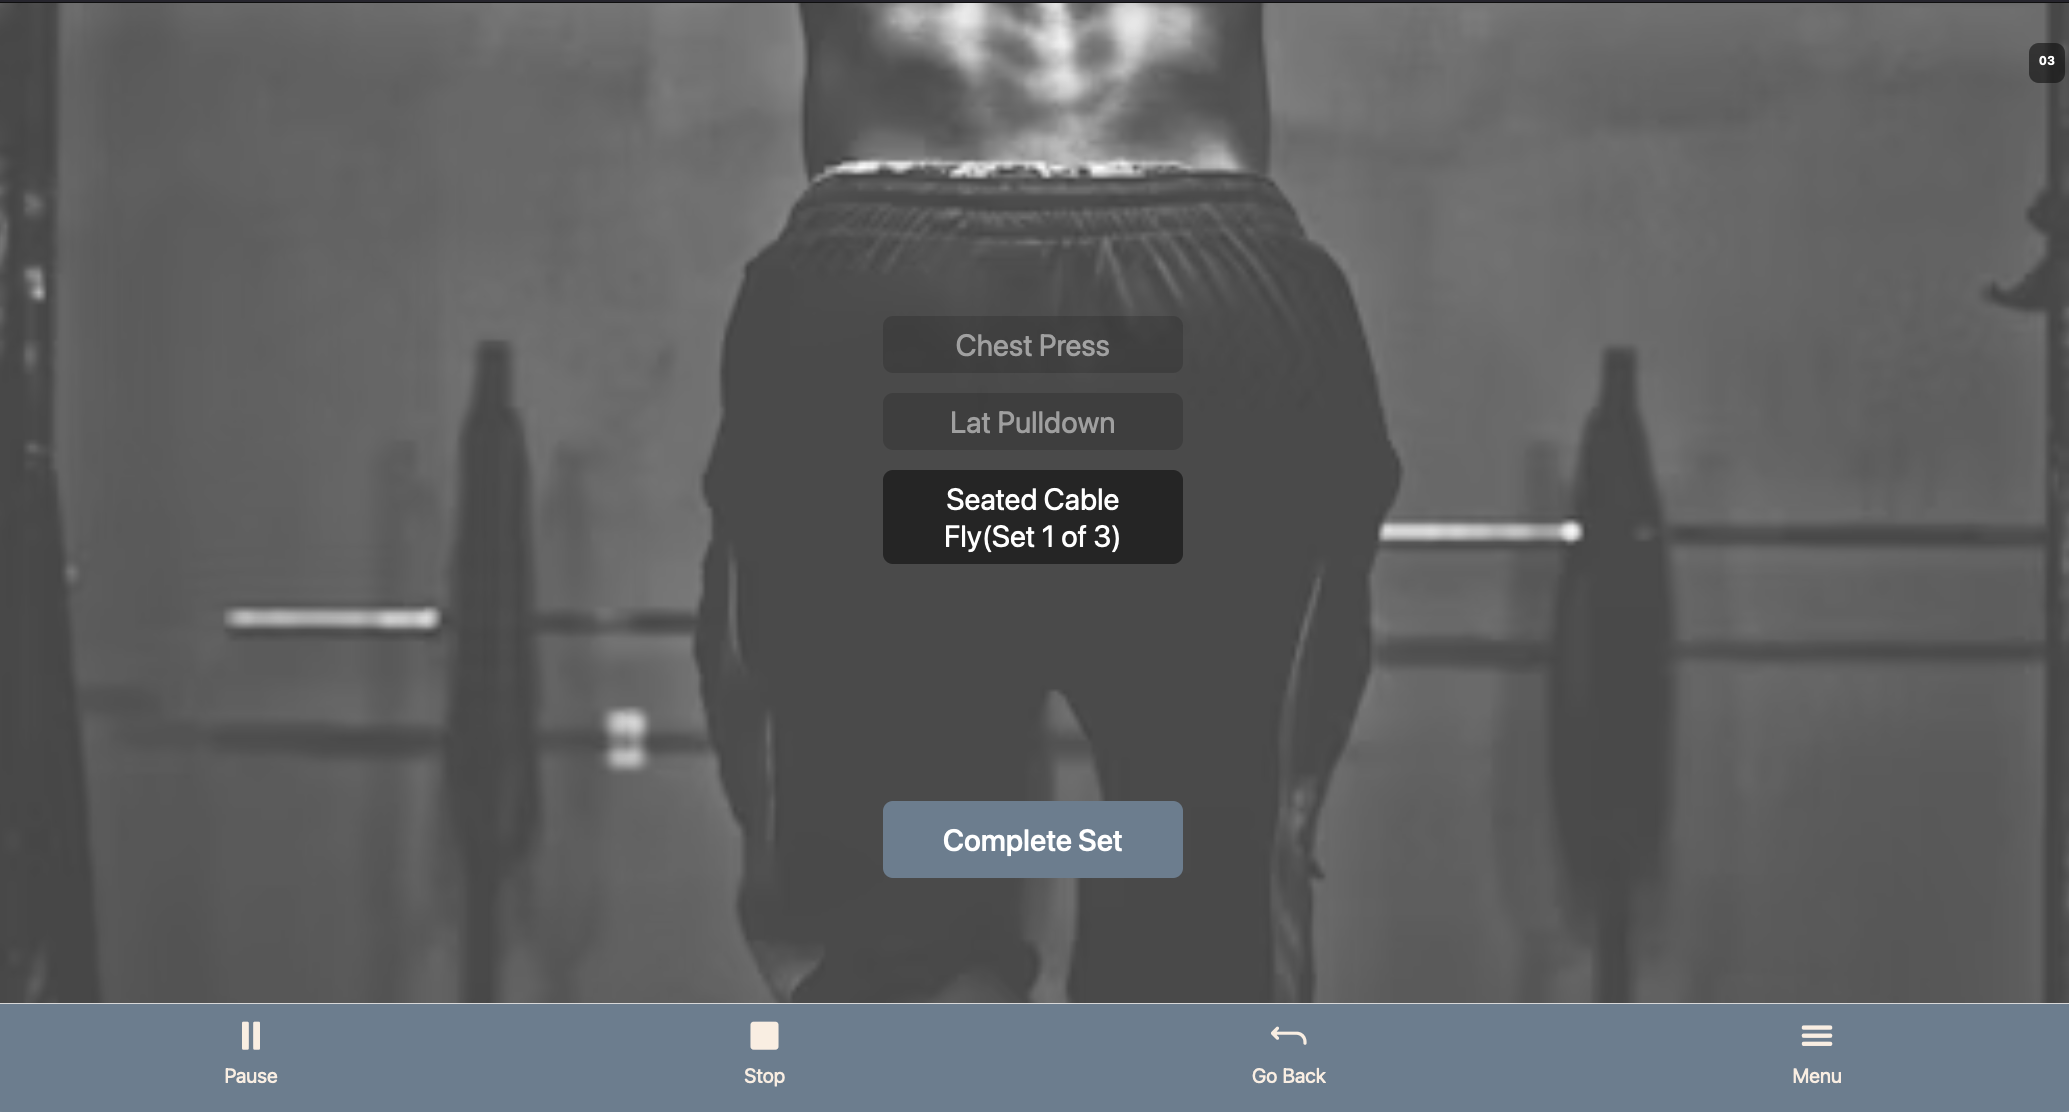 03
Chest Press
Lat Pulldown
Seated Cable
Fly(Set 1 of 3)
Complete Set
Pause
Stop
Go Back
Menu